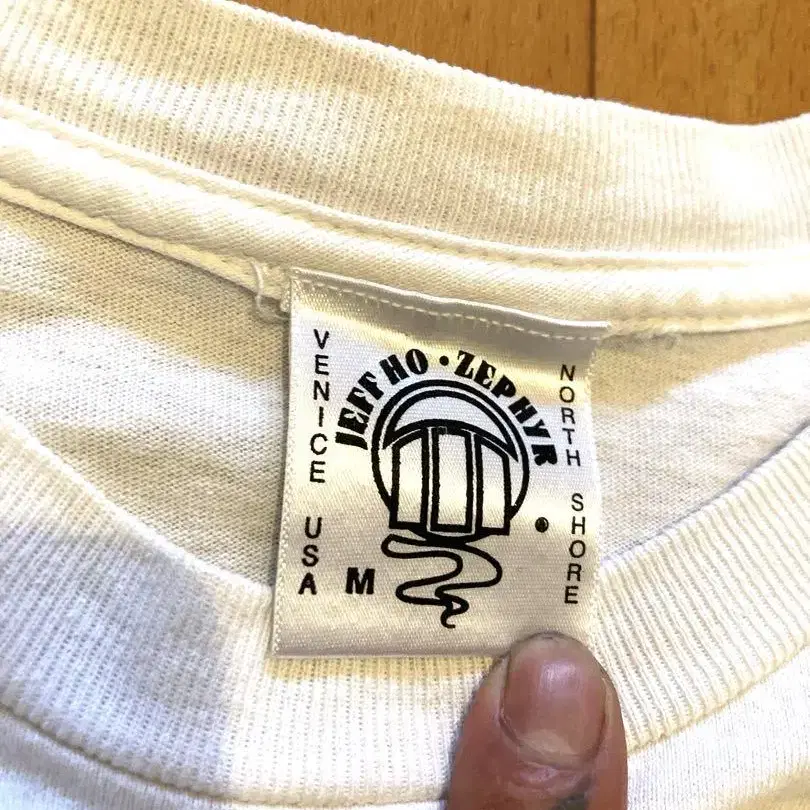 JEFF HO • ZEPHYR
VENICE USA
NORTH SHORE
M